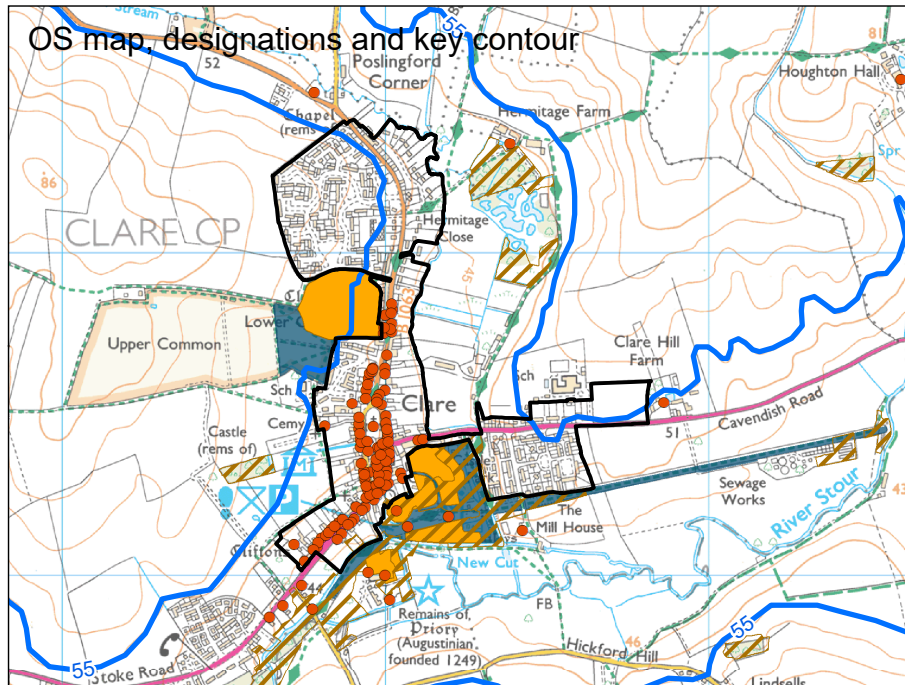 OS map, designations and key contour
Stream
52
55
81
Poslingford
Corner
Houghton Hall
Chapel
(rems
Hermitage Farm
Spr
86
CLARE CP
Hermitage
Close
45
Lower
Upper Common
Clare Hill
Farm
Sch
Sch
Clare
Cemy
Cavendish Road
51
Castle
(rems of)
Sewage
Works
River Stour
43
The
Mill House
Clifton
New Cut
44
Remains of
Priory
(Augustinian
founded 1249)
FB
46
Hickford Hill
55
55
Stoke Road
Lindsells